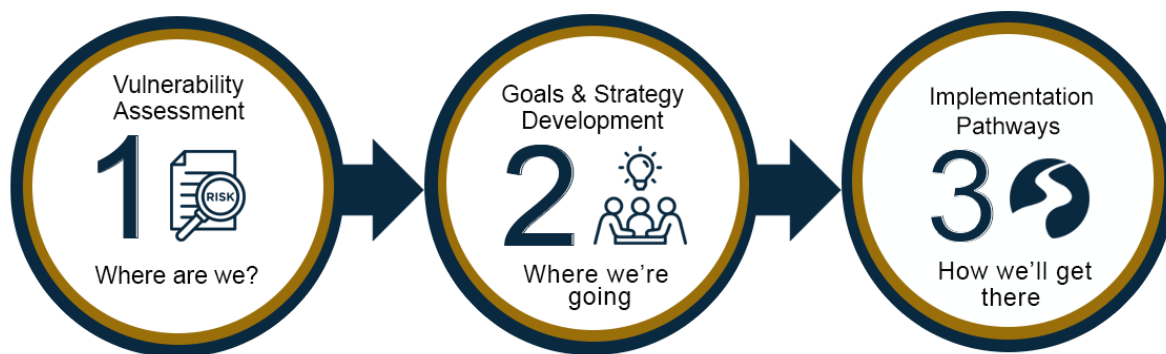 Vulnerability
Assessment
1
RISK
Where are we?
Goals & Strategy
Development
2
Where we're
going
Implementation
Pathways
3
How we'll get
there